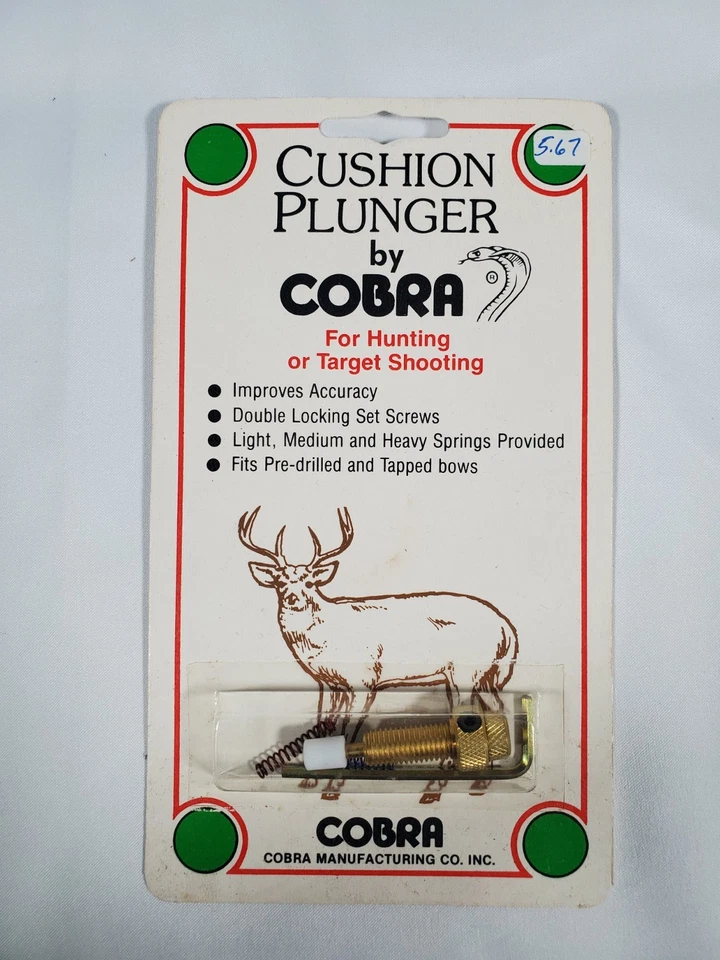 5.67
CUSHION
PLUNGER
by
COBRA ®
For Hunting
or Target Shooting
● Improves Accuracy
● Double Locking Set Screws
● Light, Medium and Heavy Springs Provided
● Fits Pre-drilled and Tapped bows
COBRA
COBRA MANUFACTURING CO. INC.